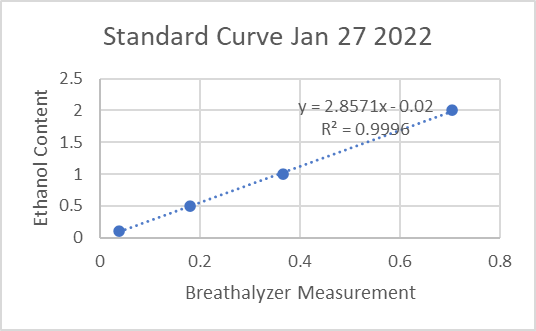 Standard Curve Jan 27 2022
2.5
y = 2.8571x - 0.02
2
R² = 0.9996
1.5
1
0.5
0
0 0.2 0.4 0.6 0.8
Ethanol Content
Breathalyzer Measurement